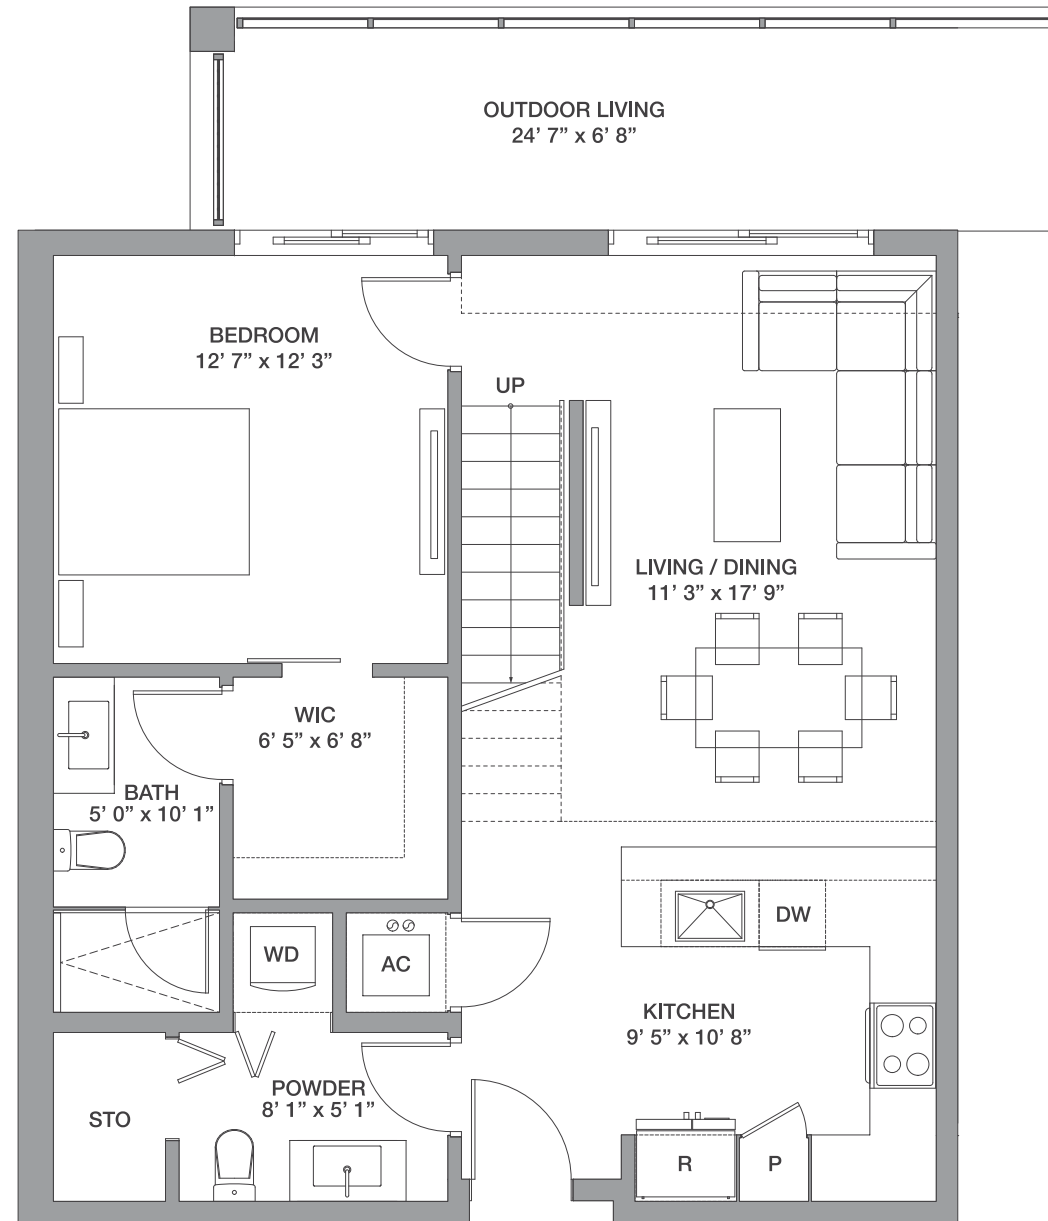 OUTDOOR LIVING
24’ 7” x 6’ 8”
BEDROOM
12’ 7” x 12’ 3”
UP
LIVING / DINING
11’ 3” x 17’ 9”
WIC
6’ 5” x 6’ 8”
BATH
5’ 0” x 10’ 1”
DW
WD
AC
KITCHEN
9’ 5” x 10’ 8”
POWDER
8’ 1” x 5’ 1”
STO
R
P